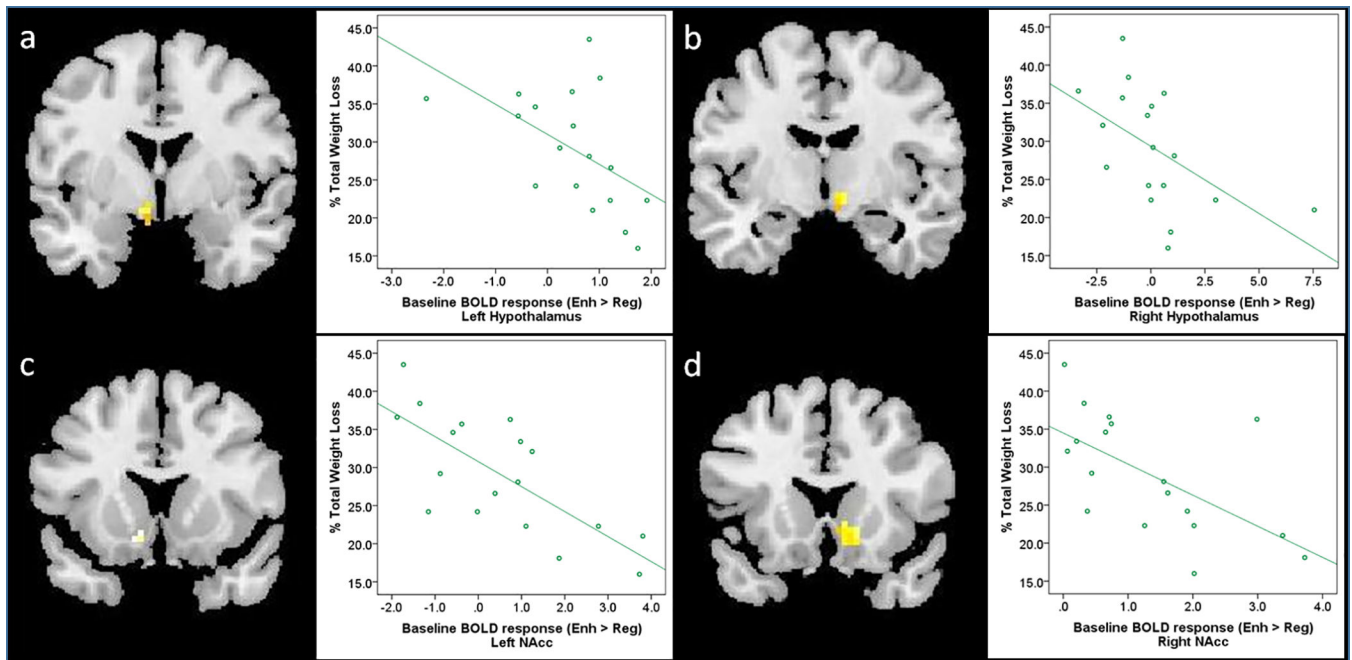 a
45.0
40.0
35.0
30.0
25.0
20.0
15.0
% Total Weight Loss
-3.0 -2.0 -1.0 .0 1.0 2.0
Baseline BOLD response (Enh > Reg)
Left Hypothalamus
b
45.0
40.0
35.0
30.0
25.0
20.0
15.0
% Total Weight Loss
-2.5 .0 2.5 5.0 7.5
Baseline BOLD response (Enh > Reg)
Right Hypothalamus
c
45.0
40.0
35.0
30.0
25.0
20.0
15.0
% Total Weight Loss
-2.0 -1.0 .0 1.0 2.0 3.0 4.0
Baseline BOLD response (Enh > Reg)
Left NAcc
d
45.0
40.0
35.0
30.0
25.0
20.0
15.0
% Total Weight Loss
.0 1.0 2.0 3.0 4.0
Baseline BOLD response (Enh > Reg)
Right NAcc